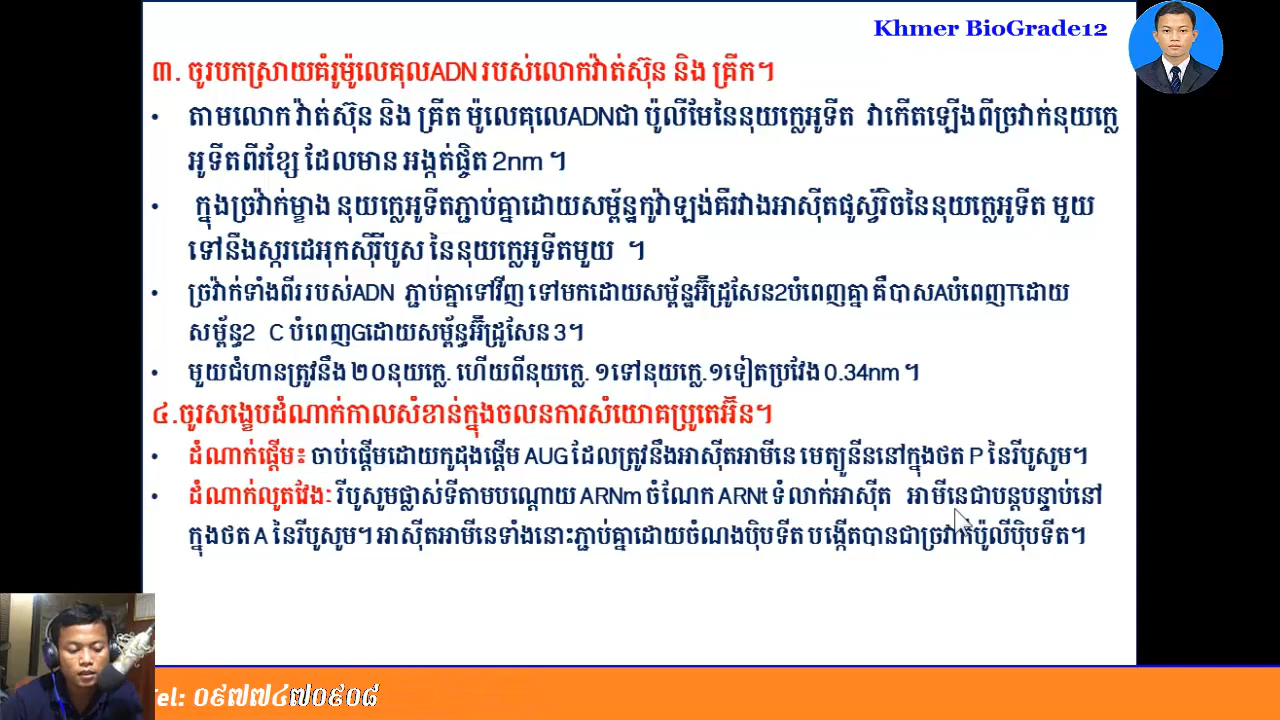 Khmer BioGrade12
៣. ចូរបកស្រាយគំរូម៉ូលេគុលADN របស់លោកវ៉ាត់ស៊ុន និង គ្រីក។
• តាមលោក វ៉ាត់ស៊ុន និង គ្រីត ម៉ូលេគុលេADNជា ប៉ូលីមែនៃនុយក្លេអូទីត វាកើតឡើងពីច្រវាក់នុយក្លេ
អូទីតពីរខ្សែ ដែលមាន អង្កត់ផ្ចិត 2nm ។
• ក្នុងច្រវ៉ាក់ម្ខាង នុយក្លេអូទីតភ្ជាប់គ្នាដោយសម្ព័ន្ឋកូវ៉ាឡង់គឺរវាងអាស៊ីតផូស្វ័រិចនៃនុយក្លេអូទីត មួយ
ទៅនឹងស្ករដេអុកស៊ីរីបូស នៃនុយក្លេអូទីតមួយ ។
• ច្រវ៉ាក់ទាំងពីររបស់ADN ភ្ជាប់គ្នាទៅវិញ ទៅមកដោយសម្ព័ន្ឋអ៊ីដ្រូសែន2បំពេញគ្នា គឺបាសAបំពេញTដោយ
សម្ព័ន្ធ2 C បំពេញGដោយសម្ព័ន្ធអ៊ីដ្រូសែន 3។
• មួយជំហានត្រូវនឹង ២០នុយក្លេ. ហើយពីនុយក្លេ. ១ទៅនុយក្លេ.១ទៀតប្រវែង 0.34nm ។
៤.ចូរសង្ខេបដំណាក់កាលសំខាន់ក្នុងចលនការសំយោគប្រូតេអ៊ីន។
• ដំណាក់ផ្តើម៖ ចាប់ផ្តើមដោយកូដុងផ្តើម AUG ដែលត្រូវនឹងអាស៊ីតអាមីនេ មេត្យូនីននៅក្នុងថត P នៃរីបូសូម។
• ដំណាក់លូតវែង: រីបូសូមផ្លាស់ទីតាមបណ្តោយ ARNm ចំណែក ARNt ទំលាក់អាស៊ីត អាមីនេជាបន្តបន្ទាប់នៅ
ក្នុងថត A នៃរីបូសូម។ អាស៊ីតអាមីនេទាំងនោះភ្ជាប់គ្នាដោយចំណងប៉ិបទីត បង្កើតបានជាច្រវាក់ប៉ូលីប៉ិបទីត។
Tel: ០៩៧៧៤៧០៩០៨